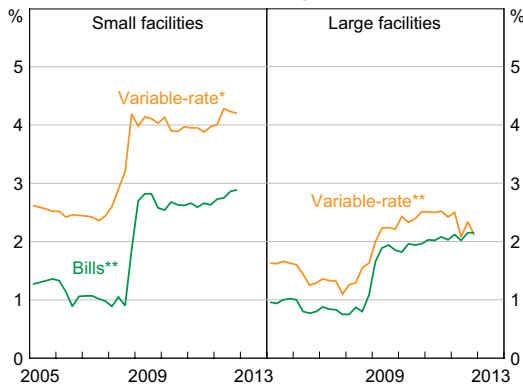 % Small facilities Large facilities %
5 5
Variable-rate*
4 4
3 3
Variable-rate**
2 2
Bills**
1 1
0 0
2005 2009 2013 2009 2013